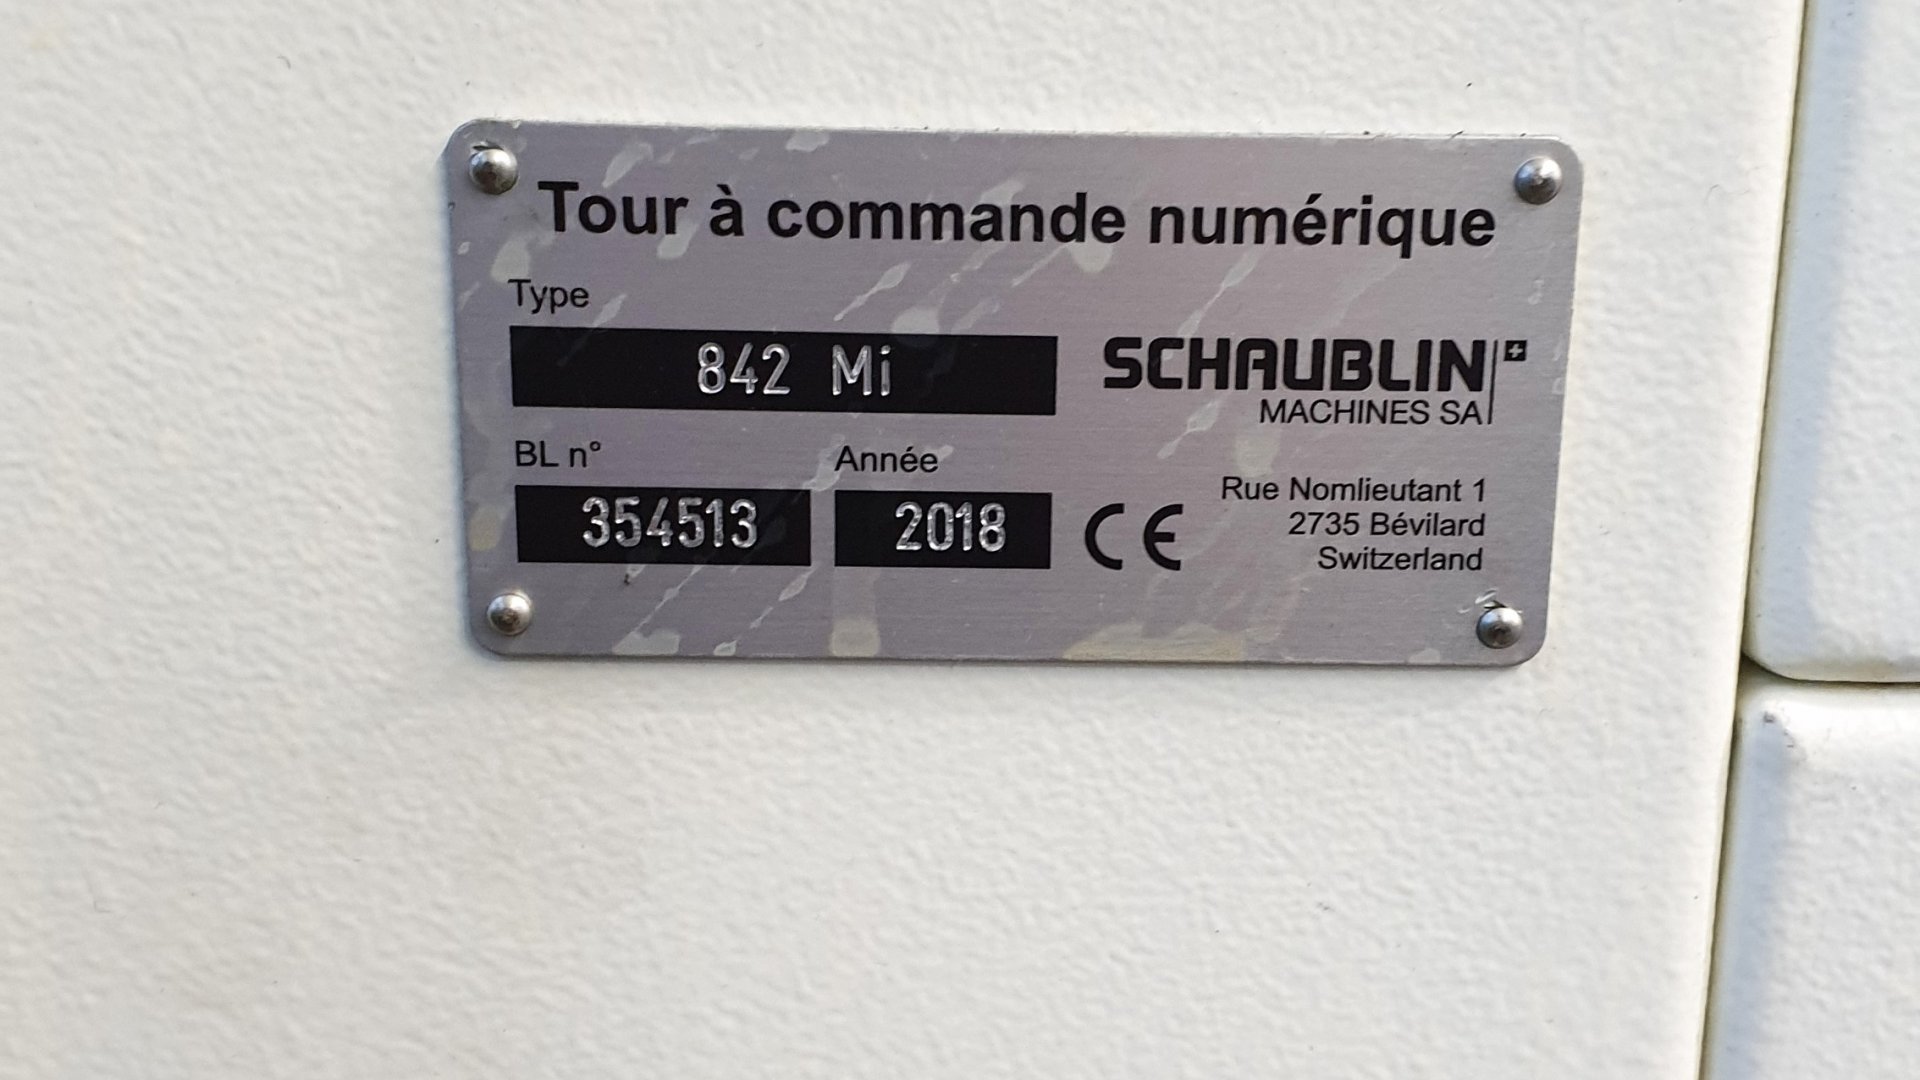 Tour à commande numérique
Type
842 Mi
SCHAUBLIN
MACHINES SA
BL n°
Année
354513
2018
CE
Rue Nomlieutant 1
2735 Bévilard
Switzerland